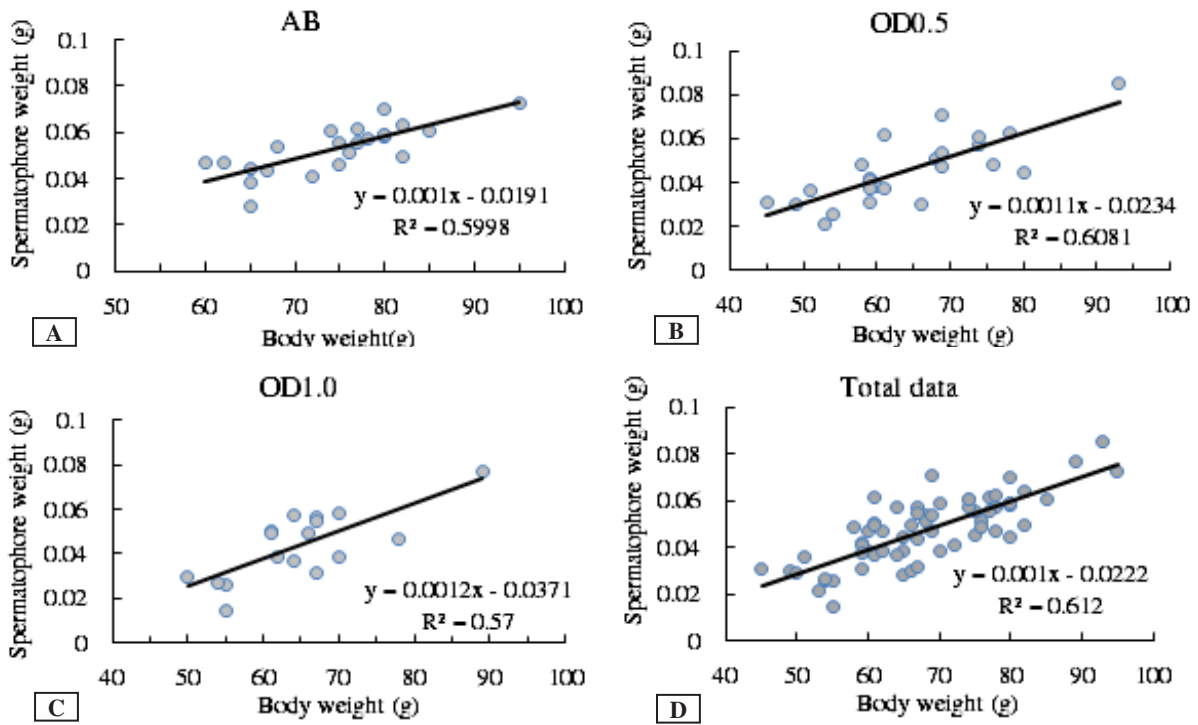 AB
Spermatophore weight (g)
0.1
0.08
0.06
0.04
0.02
0
y = 0.001x - 0.0191
R² = 0.5998
50 60 70 80 90 100
Body weight(g)
A
OD0.5
Spermatophore weight (g)
0.1
0.08
0.06
0.04
0.02
0
y = 0.0011x - 0.0234
R² = 0.6081
40 50 60 70 80 90 100
Body weight (g)
B
OD1.0
Spermatophore weight (g)
0.1
0.08
0.06
0.04
0.02
0
y = 0.0012x - 0.0371
R² = 0.57
40 50 60 70 80 90 100
Body weight (g)
C
Total data
Spermatophore weight (g)
0.1
0.08
0.06
0.04
0.02
0
y = 0.001x - 0.0222
R² = 0.612
40 50 60 70 80 90 100
Body weight (g)
D